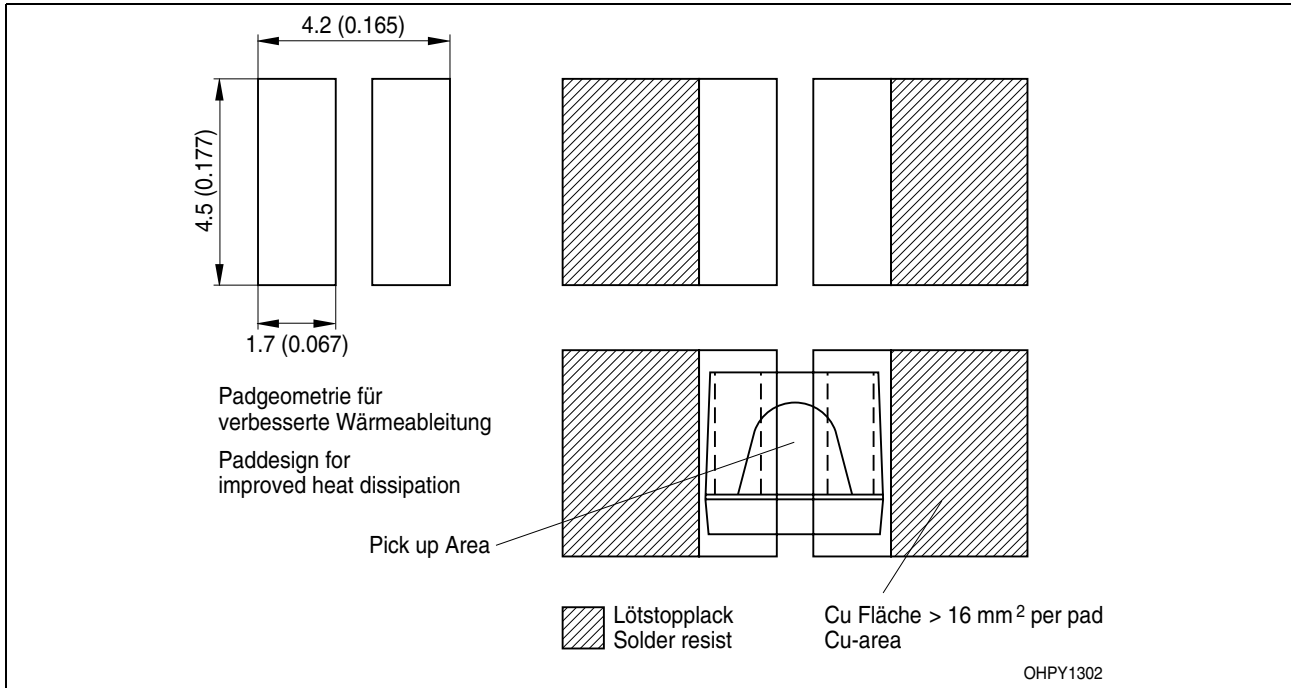 4.2 (0.165)
4.5 (0.177)
1.7 (0.067)
Padgeometrie für
verbesserte Wärmeableitung
Paddesign for
improved heat dissipation
Pick up Area
Lötstopplack
Solder resist
Cu Fläche > 16 mm² per pad
Cu-area
OHPY1302